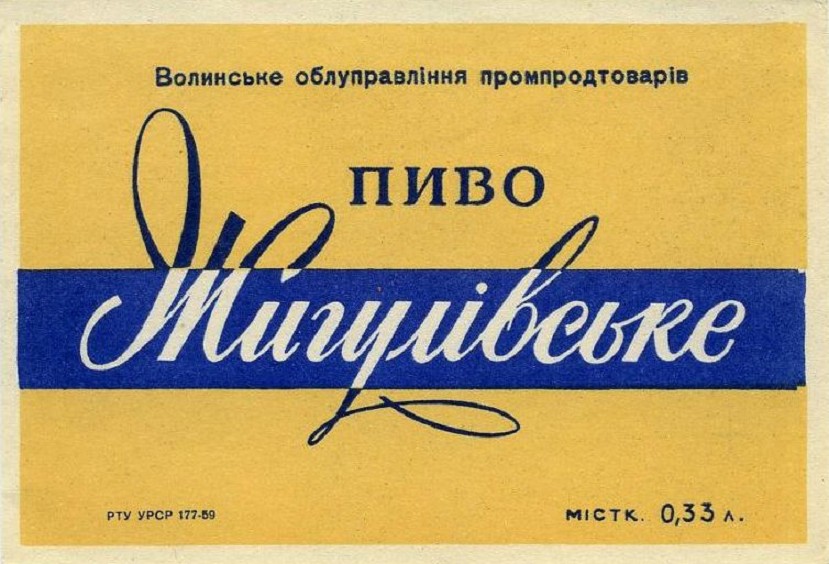 Волинське облуправління промпродтоварів
ПИВО
Жигулівське
РТУ УРСР 177-59
МІСТК. 0,33 л.